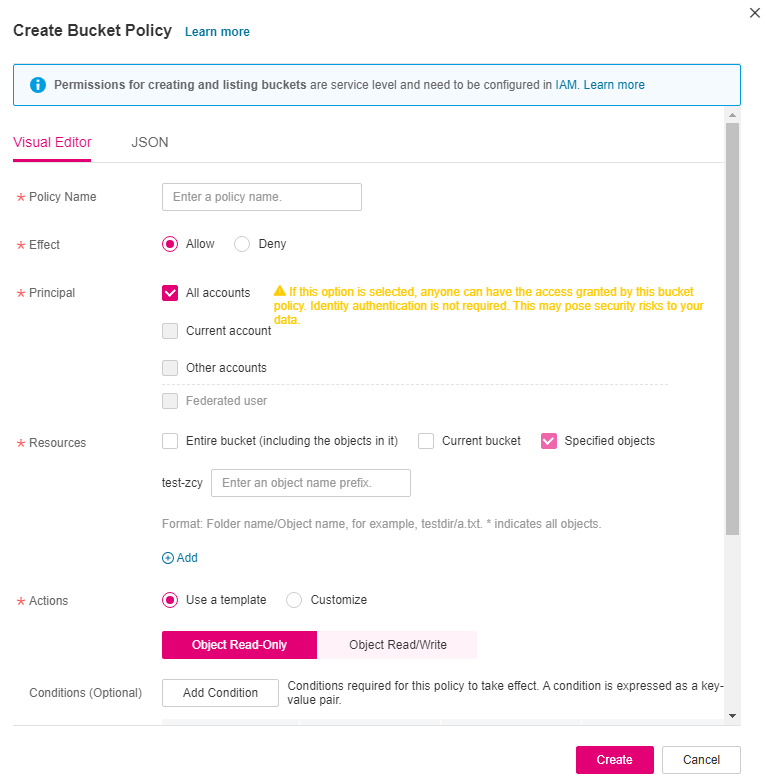 Create Bucket Policy Learn more
Permissions for creating and listing buckets are service level and need to be configured in IAM. Learn more
Visual Editor JSON
* Policy Name Enter a policy name.
* Effect Allow Deny
* Principal All accounts If this option is selected, anyone can have the access granted by this bucket
policy. Identity authentication is not required. This may pose security risks to your
data.
Current account
Other accounts
Federated user
* Resources Entire bucket (including the objects in it) Current bucket Specified objects
test-zcy Enter an object name prefix.
Format: Folder name/Object name, for example, testdir/a.txt. * indicates all objects.
Add
* Actions Use a template Customize
Object Read-Only Object Read/Write
Conditions (Optional) Add Condition Conditions required for this policy to take effect. A condition is expressed as a key-
value pair.
Create Cancel